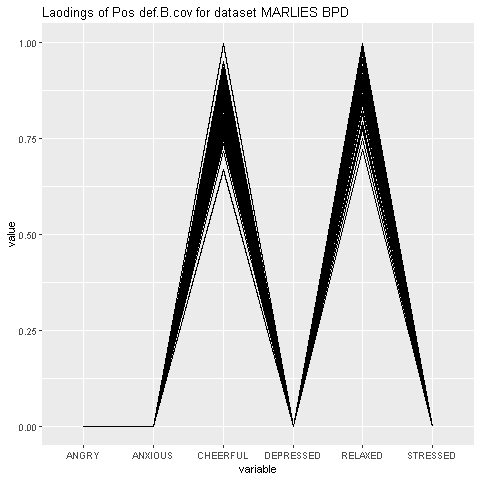 Laodings of Pos def.B.cov for dataset MARLIES BPD
1.00
0.75
0.50
0.25
0.00
value
ANGRY ANXIOUS CHEERFUL DEPRESSED RELAXED STRESSED
variable